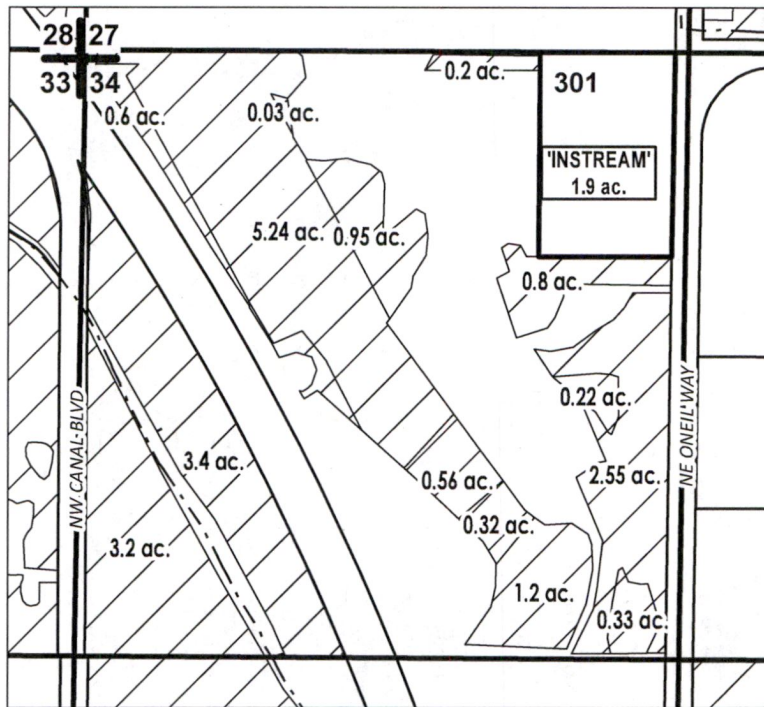 28 27
33 34
0.6 ac.
0.03 ac.
0.2 ac.
301
'INSTREAM'
1.9 ac.
5.24 ac.
0.95 ac.
0.8 ac.
0.22 ac.
NW CANAL BLVD
NE ONEIL WAY
3.4 ac.
0.56 ac.
2.55 ac.
0.32 ac.
3.2 ac.
1.2 ac.
0.33 ac.